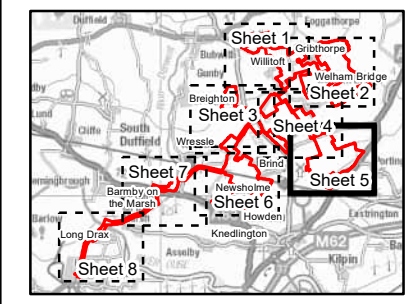 Duffield
Foggathorpe
Sheet 1
Gribthorpe
Bubwith
Willitoft
Gunby
Welham Bridge
Sheet 2
Breighton
Sheet 3
Sheet 4
Cliffe
South
Duffield
Wressle
Sheet 7
Brind
Sheet 5
Barmby on
the Marsh
Newsholme
Sheet 6
Eastrington
Barlow
Howden
Long Drax
Knedlington
M62
Asselby
Kilpin
Sheet 8